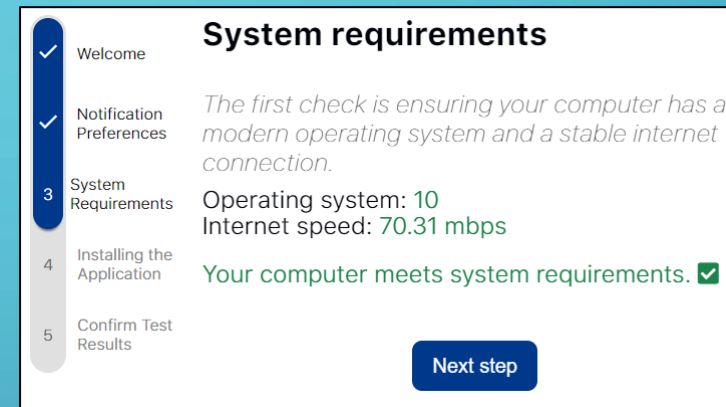 Welcome
Notification
Preferences
3
System
Requirements
4
Installing the
Application
5
Confirm Test
Results
System requirements
The first check is ensuring your computer has a
modern operating system and a stable internet
connection.
Operating system: 10
Internet speed: 70.31 mbps
Your computer meets system requirements.
Next step